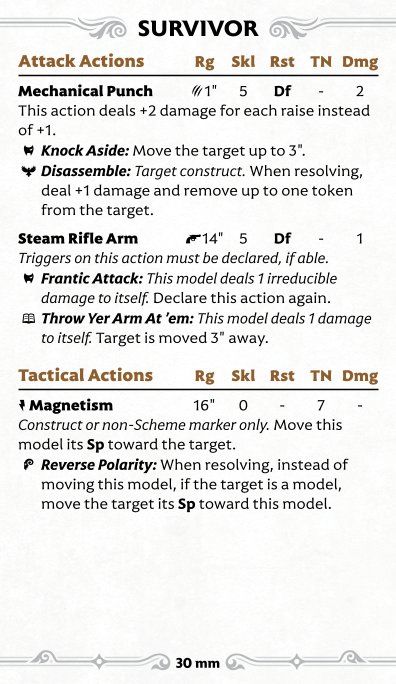 SURVIVOR
Attack Actions Rg Skl Rst TN Dmg
Mechanical Punch 1" 5 Df - 2
This action deals +2 damage for each raise instead
of +1.
Knock Aside: Move the target up to 3".
Disassemble: Target construct. When resolving,
deal +1 damage and remove up to one token
from the target.
Steam Rifle Arm 14" 5 Df - 1
Triggers on this action must be declared, if able.
Frantic Attack: This model deals 1 irreducible
damage to itself. Declare this action again.
Throw Yer Arm At 'em: This model deals 1 damage
to itself. Target is moved 3" away.
Tactical Actions Rg Skl Rst TN Dmg
Magnetism 16" 0 - 7 -
Construct or non-Scheme marker only. Move this
model its Sp toward the target.
Reverse Polarity: When resolving, instead of
moving this model, if the target is a model,
move the target its Sp toward this model.
30 mm